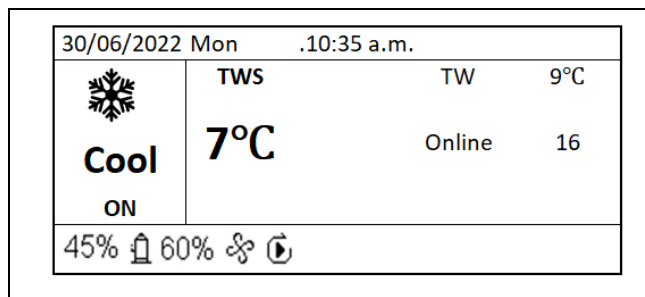 30/06/2022 Mon .10:35 a.m.
TWS TW 9℃
7℃ Online 16
Cool
ON
45% 60%